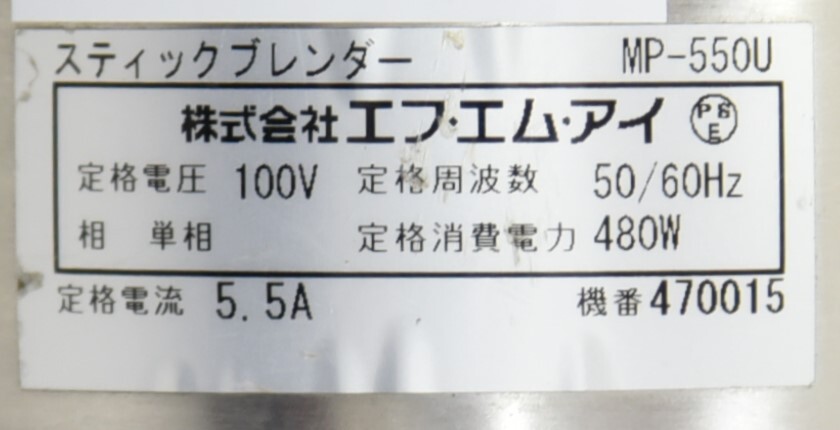 スティックブレンダー MP-550U
株式会社エフ・エム・アイ PSE
定格電圧 100V 定格周波数 50/60Hz
相 単相 定格消費電力 480W
定格電流 5.5A 機番 470015